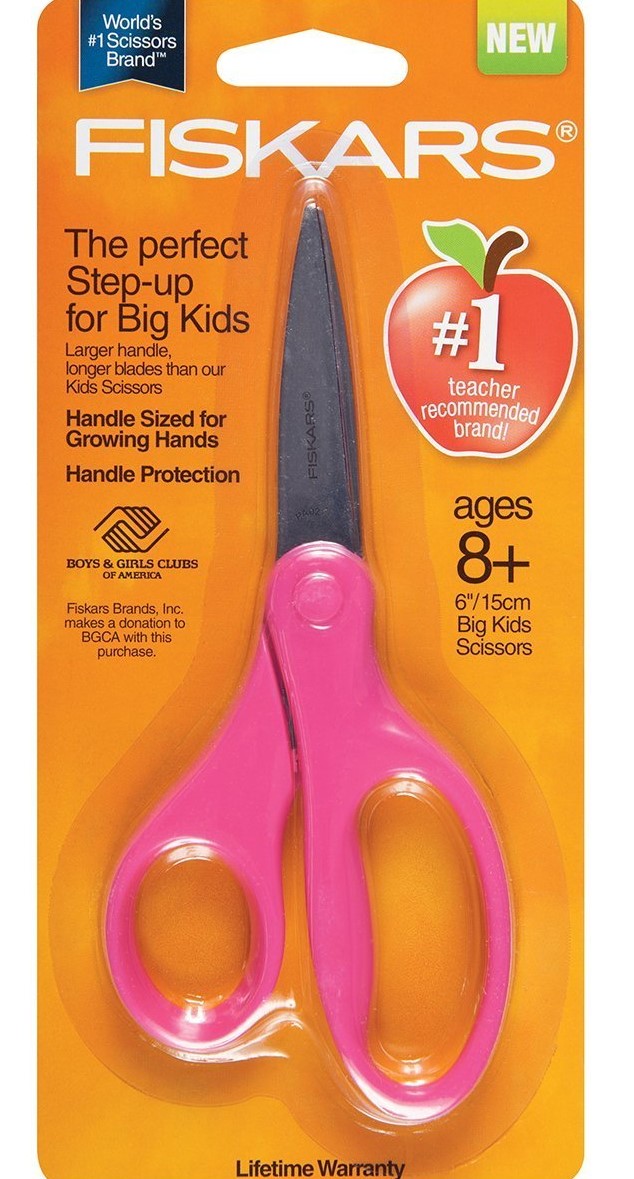 World's
#1 Scissors
Brand™
NEW
FISKARS®
The perfect
Step-up
for Big Kids
Larger handle,
longer blades than our
Kids Scissors
Handle Sized for
Growing Hands
Handle Protection
BOYS & GIRLS CLUBS
OF AMERICA
Fiskars Brands, Inc.
makes a donation to
BGCA with this
purchase.
FISKARS®
#1
teacher
recommended
brand!
ages
8+
6"/15cm
Big Kids
Scissors
Lifetime Warranty